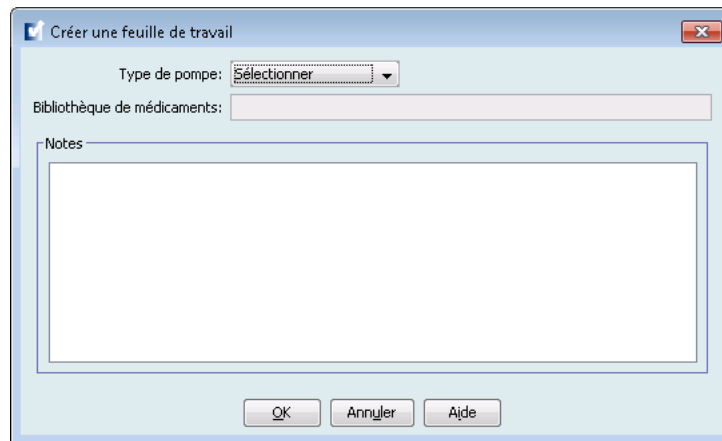 Créer une feuille de travail
Type de pompe: Sélectionner
Bibliothèque de médicaments:
Notes
OK Annuler Aide